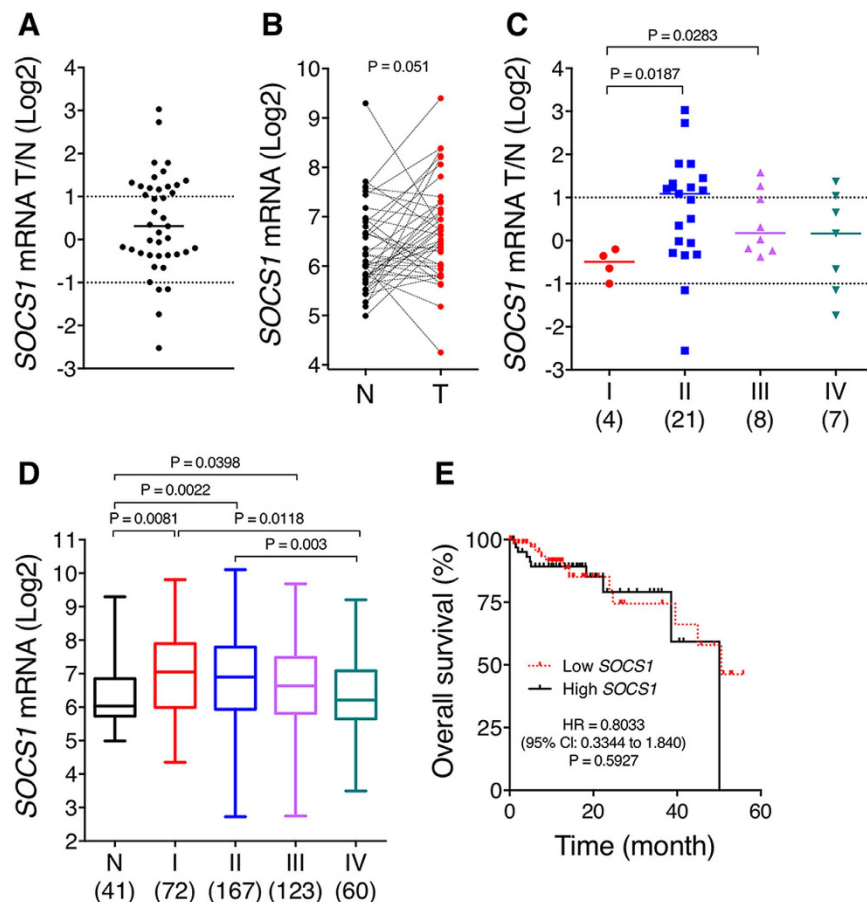 A
SOCS1 mRNA T/N (Log2)
4
3
2
1
0
-1
-2
-3
B
P = 0.051
SOCS1 mRNA (Log2)
10
9
8
7
6
5
4
N T
C
P = 0.0283
P = 0.0187
SOCS1 mRNA T/N (Log2)
4
3
2
1
0
-1
-2
-3
I II III IV
(4) (21) (8) (7)
D
P = 0.0398
P = 0.0022
P = 0.0081 P = 0.0118
P = 0.003
SOCS1 mRNA (Log2)
11
10
9
8
7
6
5
4
3
2
N I II III IV
(41) (72) (167) (123) (60)
E
Overall survival (%)
100
75
50
25
0
Low SOCS1
High SOCS1
HR = 0.8033
(95% CI: 0.3344 to 1.840)
P = 0.5927
0 20 40 60
Time (month)